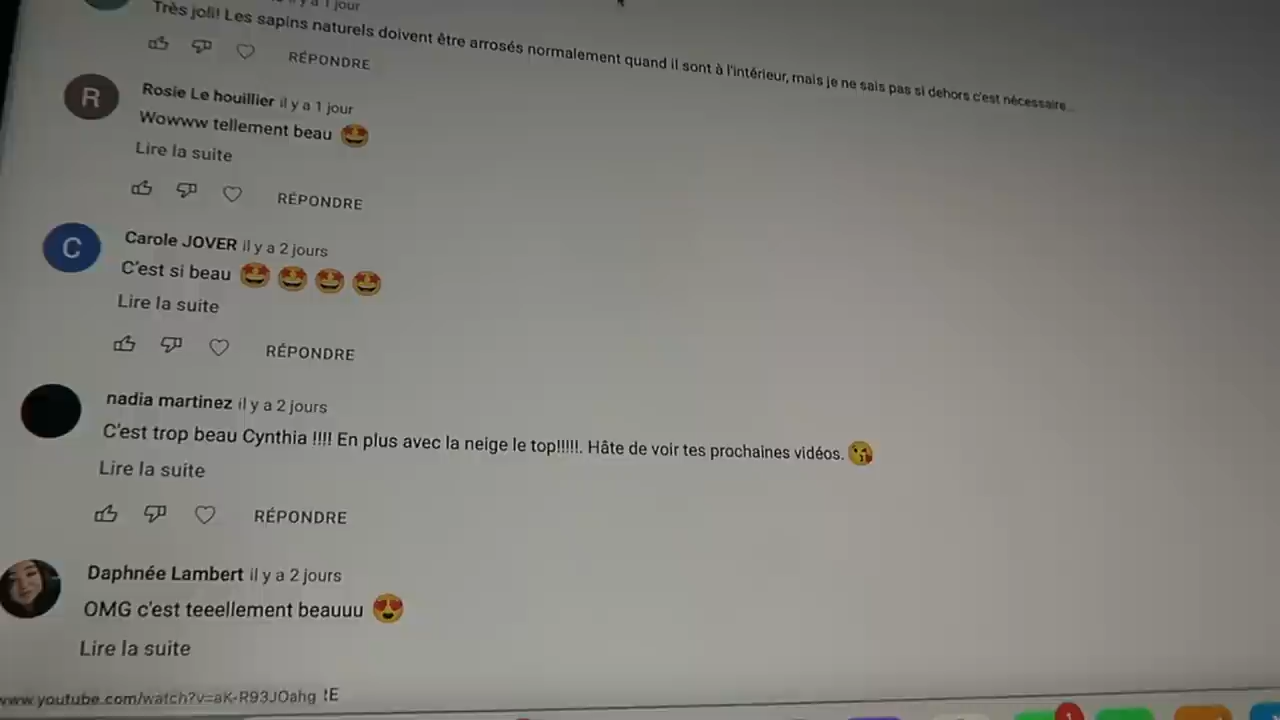 il y a 1 jour
Très joli! Les sapins naturels doivent être arrosés normalement quand il sont à l'intérieur, mais je ne sais pas si dehors c'est nécessaire...
RÉPONDRE
R
Rosie Le houillier il y a 1 jour
Wowww tellement beau 🤩
Lire la suite
RÉPONDRE
C
Carole JOVER il y a 2 jours
C'est si beau 🤩 🤩 🤩 🤩
Lire la suite
RÉPONDRE
nadia martinez il y a 2 jours
C'est trop beau Cynthia !!!! En plus avec la neige le top!!!!!. Hâte de voir tes prochaines vidéos. 😘
Lire la suite
RÉPONDRE
Daphnée Lambert il y a 2 jours
OMG c'est teeellement beauuu 😍
Lire la suite
www.youtube.com/watch?v=aK-R93JOahg
1